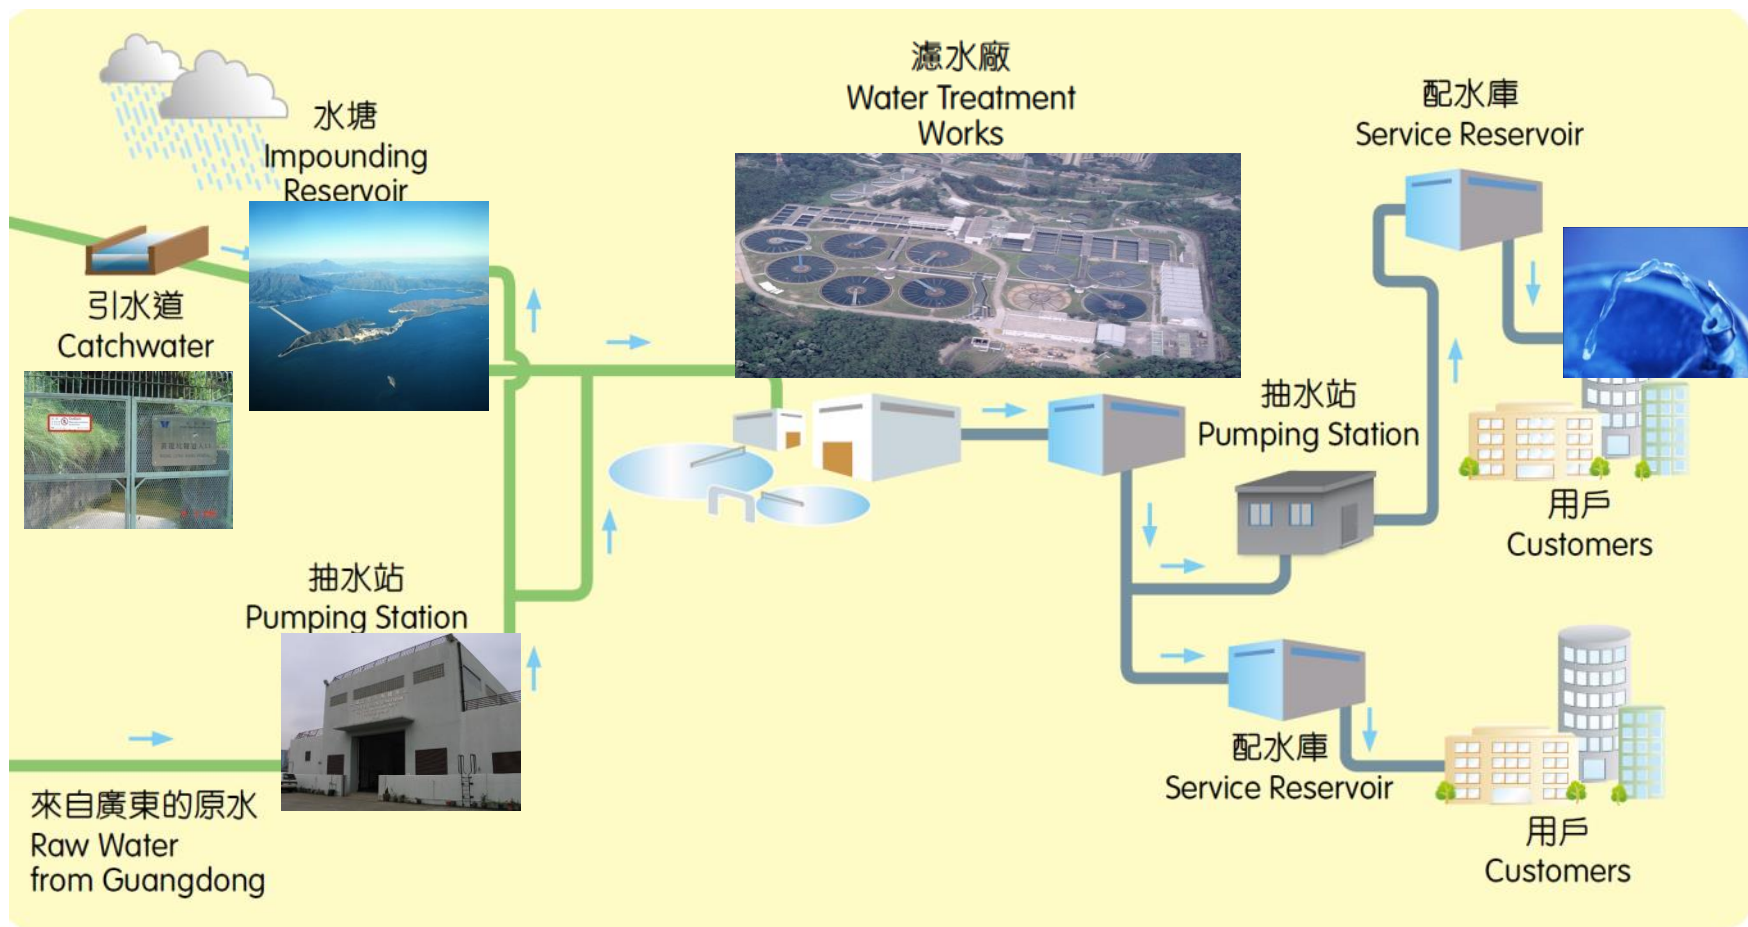 水塘
Impounding
Reservoir
濾水廠
Water Treatment
Works
配水庫
Service Reservoir
引水道
Catchwater
抽水站
Pumping Station
用戶
Customers
抽水站
Pumping Station
配水庫
Service Reservoir
來自廣東的原水
Raw Water
from Guangdong
用戶
Customers